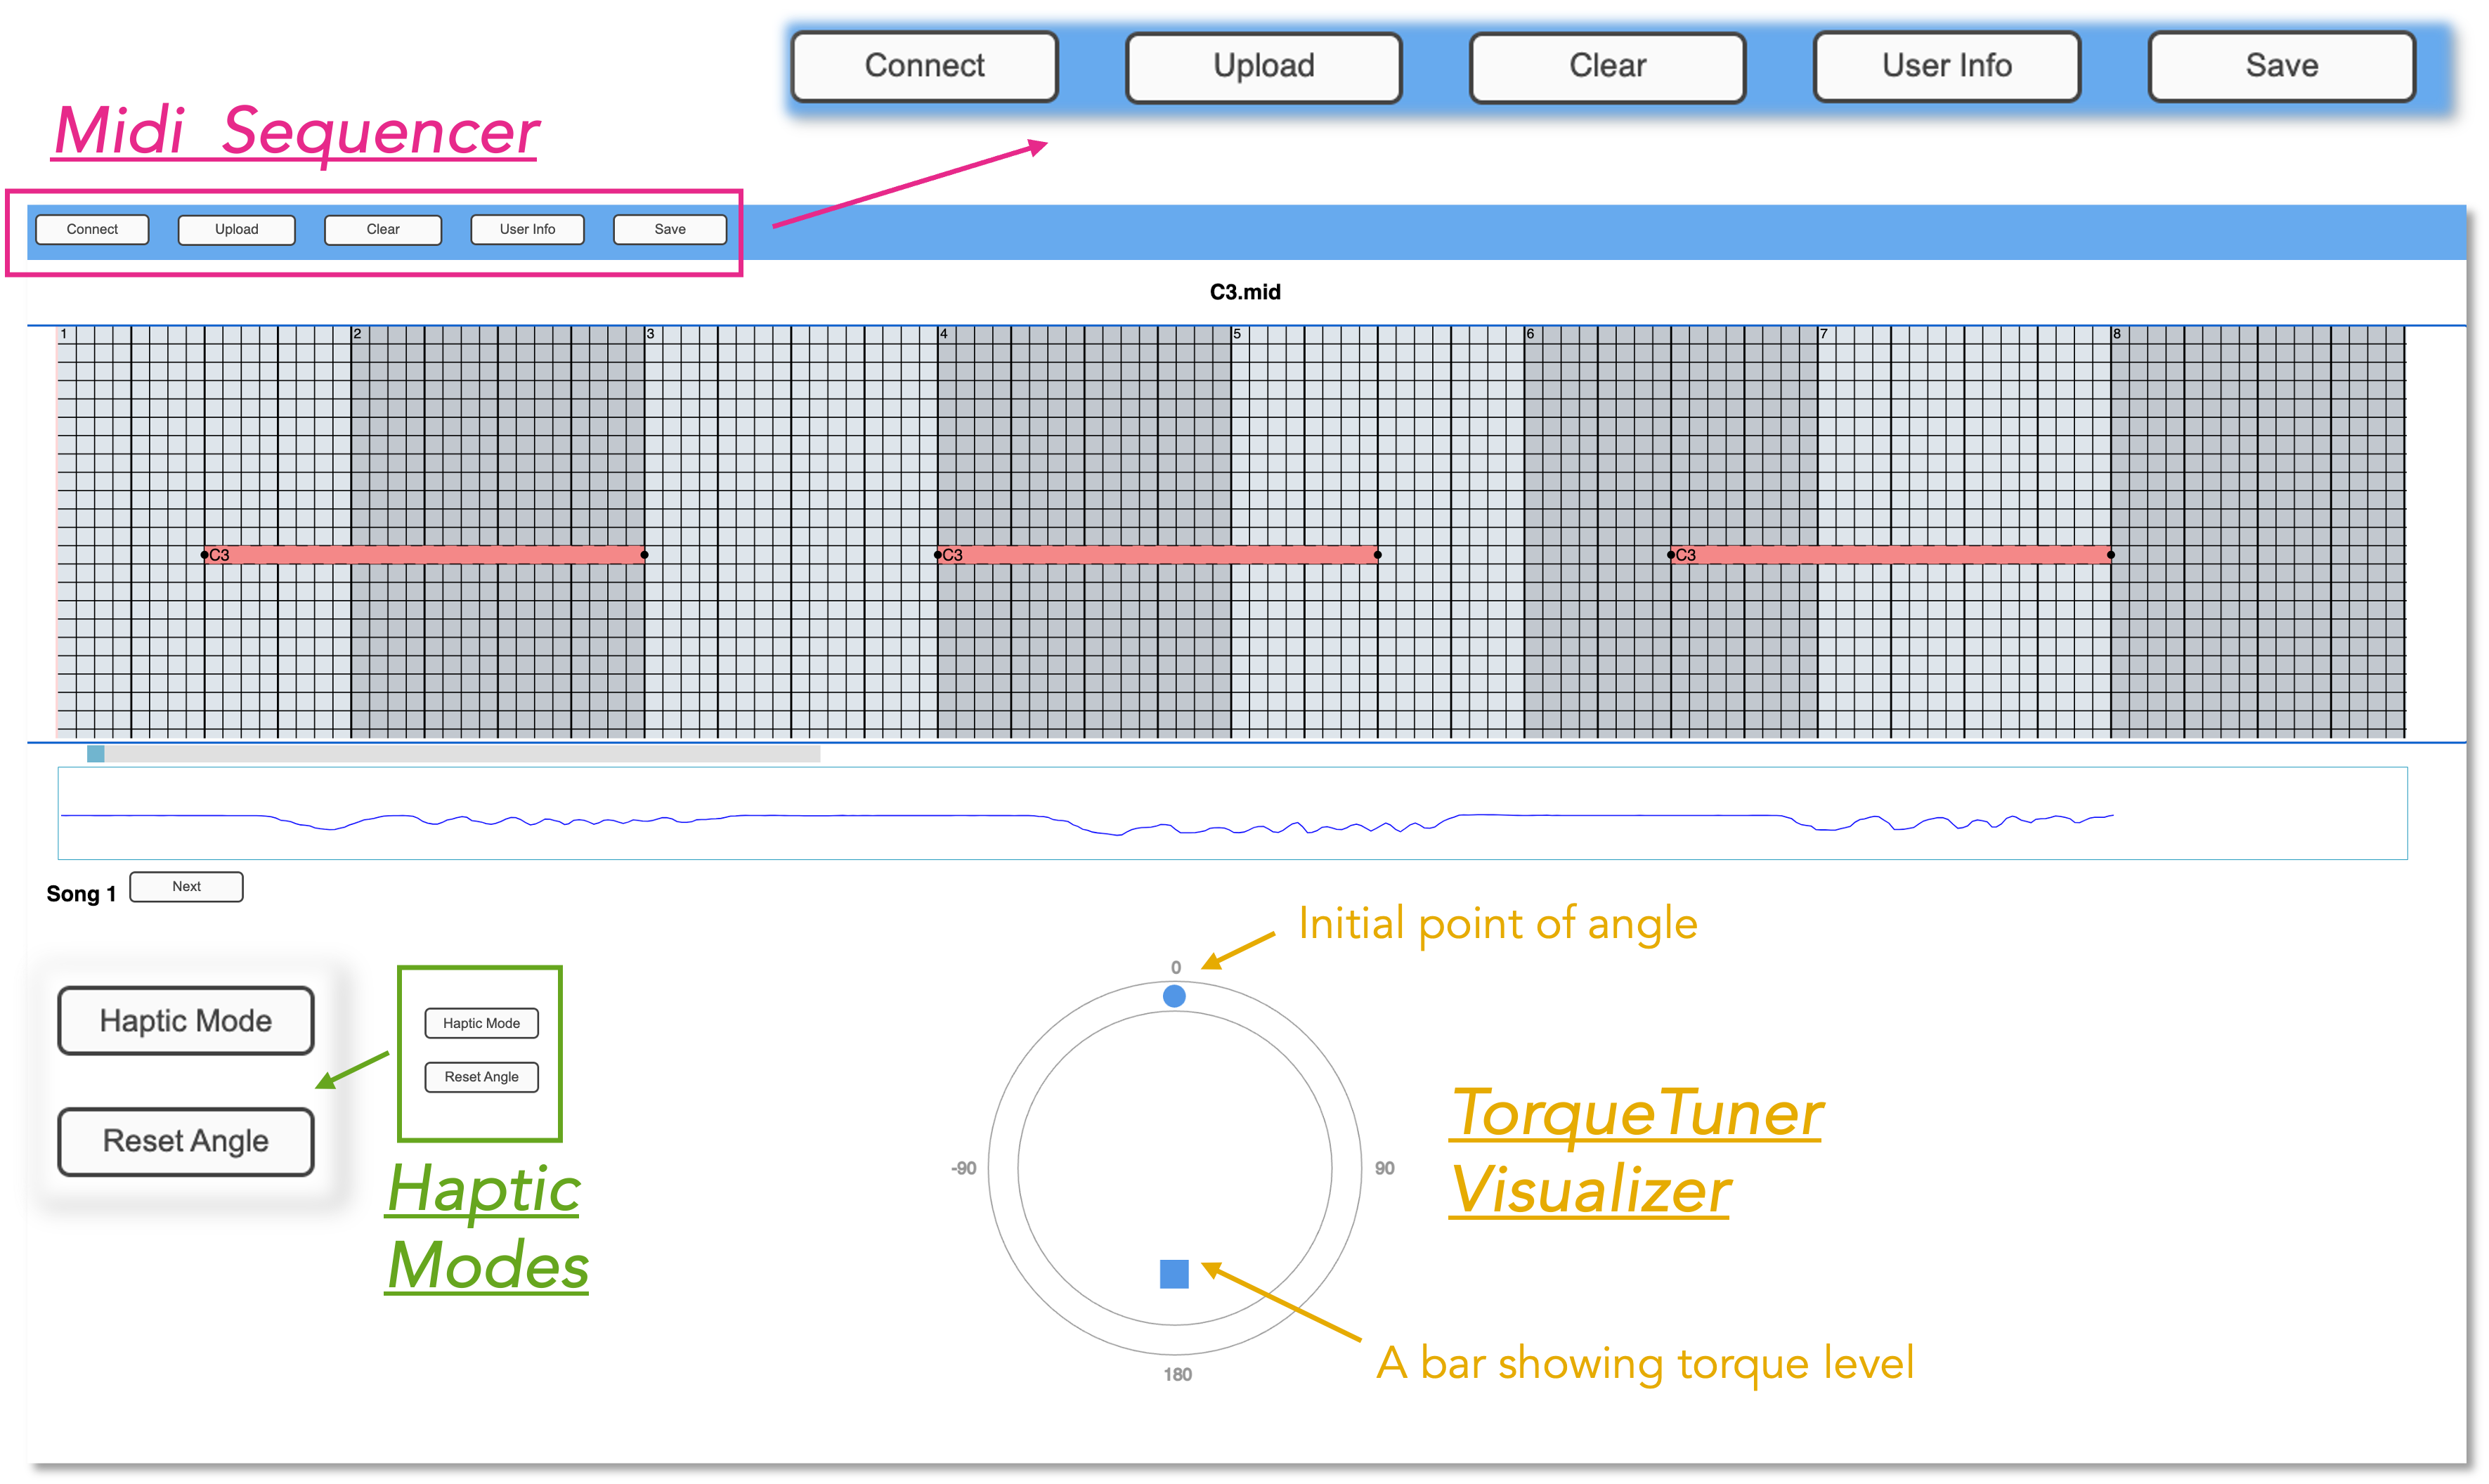 Connect Upload Clear User Info Save
Midi Sequencer
Connect Upload Clear User Info Save
C3.mid
1 2 3 4 5 6 7 8
C3 C3 C3
Song 1 Next
Initial point of angle
0
Haptic Mode
Reset Angle
Haptic Mode
Reset Angle
Haptic
Modes
-90 90
TorqueTuner
Visualizer
A bar showing torque level
180